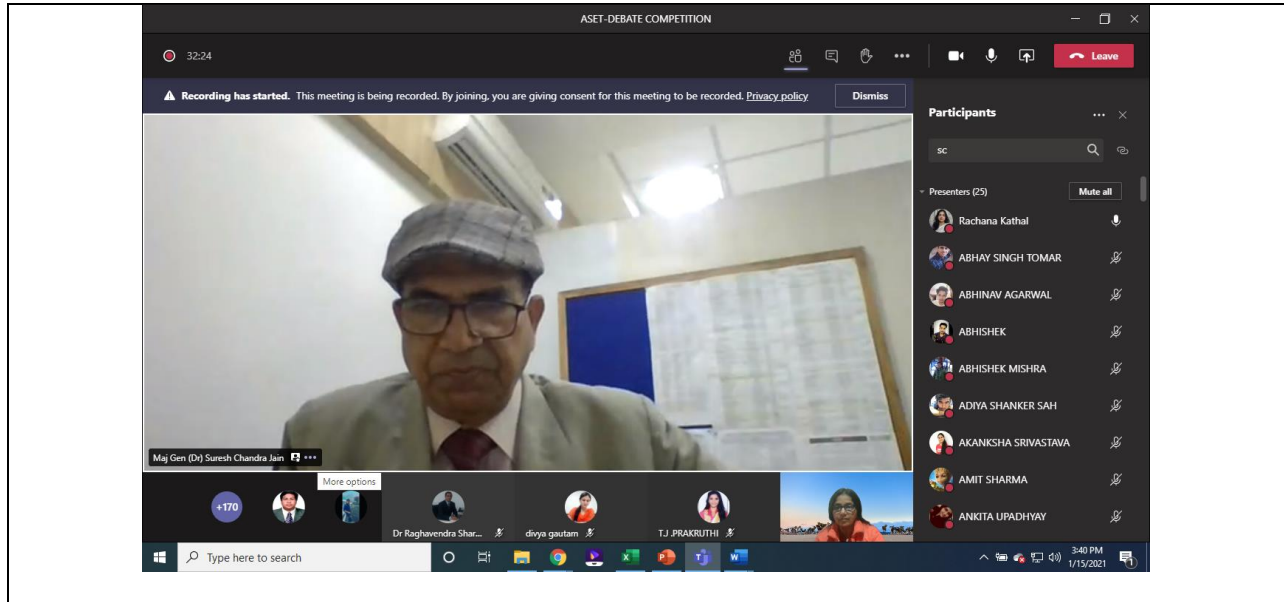 ASET-DEBATE COMPETITION
32:24
Leave
Recording has started. This meeting is being recorded. By joining, you are giving consent for this meeting to be recorded. Privacy policy Dismiss
Participants
sc
Presenters (25) Mute all
Rachana Kathal
ABHAY SINGH TOMAR
ABHINAV AGARWAL
ABHISHEK
ABHISHEK MISHRA
ADIYA SHANKER SAH
AKANKSHA SRIVASTAVA
AMIT SHARMA
ANKITA UPADHYAY
Maj Gen (Dr) Suresh Chandra Jain
More options
+170
Dr Raghavendra Shar... divya gautam T.J .PRAKRUTHI
Type here to search
3:40 PM
1/15/2021